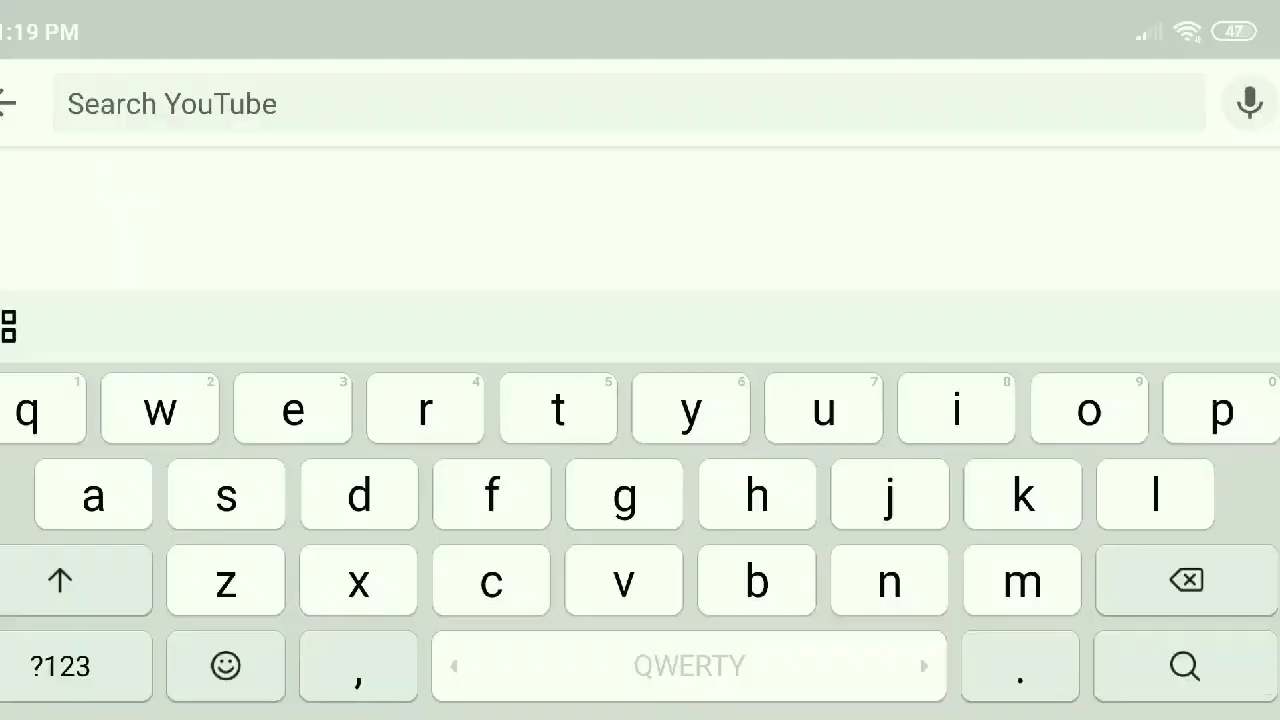 1:19 PM 47
Search YouTube
1 2 3 4 5 6 7 8 9 0
q w e r t y u i o p
a s d f g h j k l
z x c v b n m
?123 , QWERTY .